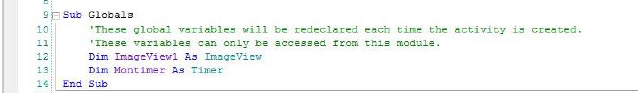 9 Sub Globals
10 'These global variables will be redeclared each time the activity is created.
11 'These variables can only be accessed from this module.
12 Dim ImageView1 As ImageView
13 Dim Montimer As Timer
14 End Sub